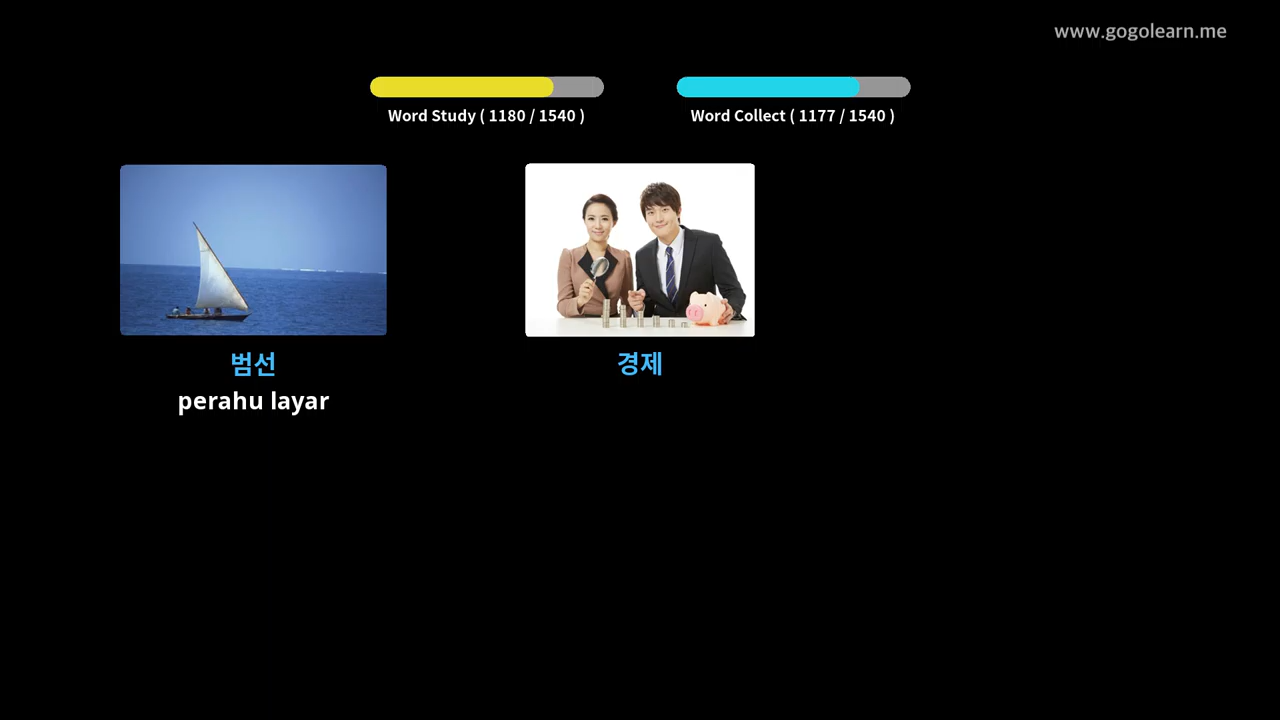 www.gogolearn.me
Word Study ( 1180 / 1540 )
Word Collect ( 1177 / 1540 )
범선
perahu layar
경제